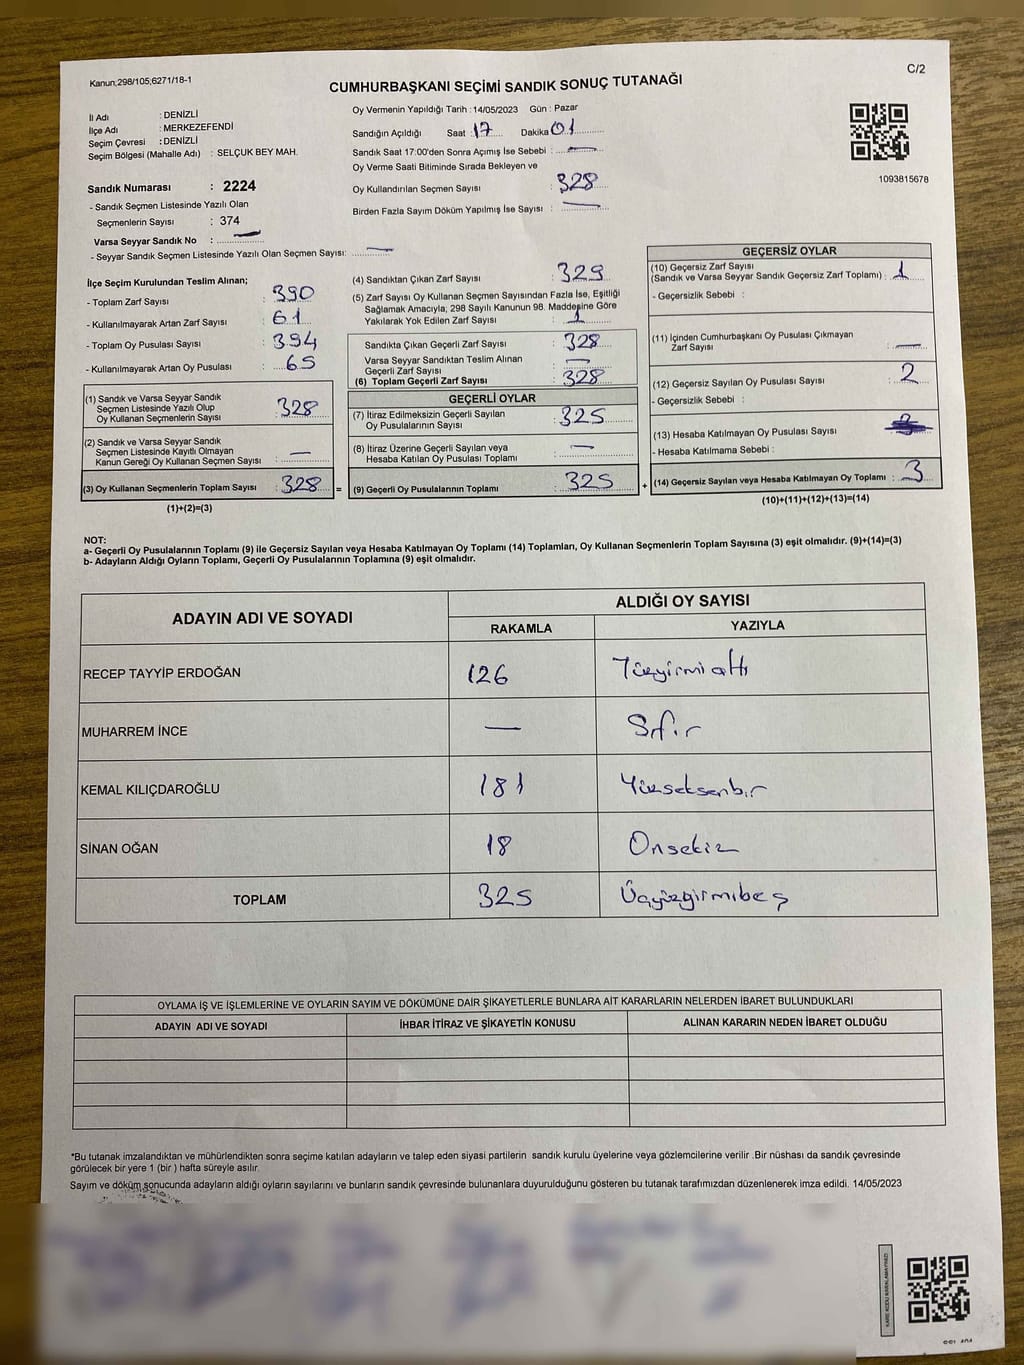 Kanun;298/105;6271/18-1
C/2
CUMHURBAŞKANI SEÇİMİ SANDIK SONUÇ TUTANAĞI
İl Adı : DENİZLİ
İlçe Adı : MERKEZEFENDİ
Seçim Çevresi : DENİZLİ
Seçim Bölgesi (Mahalle Adı) : SELÇUK BEY MAH.
Sandık Numarası : 2224
- Sandık Seçmen Listesinde Yazılı Olan
Seçmenlerin Sayısı : 374
Varsa Seyyar Sandık No : —
- Seyyar Sandık Seçmen Listesinde Yazılı Olan Seçmen Sayısı: —
Oy Vermenin Yapıldığı Tarih : 14/05/2023 Gün : Pazar
Sandığın Açıldığı Saat : 17 Dakika 01
Sandık Saat 17:00'den Sonra Açımış İse Sebebi : —
Oy Verme Saati Bitiminde Sırada Bekleyen ve
Oy Kullandırılan Seçmen Sayısı : 328
Birden Fazla Sayım Döküm Yapılmış İse Sayısı : —
1093815678
İlçe Seçim Kurulundan Teslim Alınan;
- Toplam Zarf Sayısı : 390
- Kullanılmayarak Artan Zarf Sayısı : 61
- Toplam Oy Pusulası Sayısı : 394
- Kullanılmayarak Artan Oy Pusulası : 65
(1) Sandık ve Varsa Seyyar Sandık
Seçmen Listesinde Yazılı Olup
Oy Kullanan Seçmenlerin Sayısı : 328
(2) Sandık ve Varsa Seyyar Sandık
Seçmen Listesinde Kayıtlı Olmayan
Kanun Gereği Oy Kullanan Seçmen Sayısı : —
(3) Oy Kullanan Seçmenlerin Toplam Sayısı : 328 =
(1)+(2)=(3)
(4) Sandıktan Çıkan Zarf Sayısı : 329
(5) Zarf Sayısı Oy Kullanan Seçmen Sayısından Fazla İse, Eşitliği
Sağlamak Amacıyla; 298 Sayılı Kanunun 98. Maddesine Göre
Yakılarak Yok Edilen Zarf Sayısı : 1
Sandıkta Çıkan Geçerli Zarf Sayısı : 328
Varsa Seyyar Sandıktan Teslim Alınan
Geçerli Zarf Sayısı : —
(6) Toplam Geçerli Zarf Sayısı : 328
GEÇERLİ OYLAR
(7) İtiraz Edilmeksizin Geçerli Sayılan
Oy Pusulalarının Sayısı : 325
(8) İtiraz Üzerine Geçerli Sayılan veya
Hesaba Katılan Oy Pusulası Toplamı : —
(9) Geçerli Oy Pusulalarının Toplamı : 325 +
GEÇERSİZ OYLAR
(10) Geçersiz Zarf Sayısı
(Sandık ve Varsa Seyyar Sandık Geçersiz Zarf Toplamı) : 1
- Geçersizlik Sebebi :
(11) İçinden Cumhurbaşkanı Oy Pusulası Çıkmayan
Zarf Sayısı : —
(12) Geçersiz Sayılan Oy Pusulası Sayısı : 2
- Geçersizlik Sebebi :
(13) Hesaba Katılmayan Oy Pusulası Sayısı
- Hesaba Katılmama Sebebi :
(14) Geçersiz Sayılan veya Hesaba Katılmayan Oy Toplamı : 3
(10)+(11)+(12)+(13)=(14)
NOT:
a- Geçerli Oy Pusulalarının Toplamı (9) ile Geçersiz Sayılan veya Hesaba Katılmayan Oy Toplamı (14) Toplamları, Oy Kullanan Seçmenlerin Toplam Sayısına (3) eşit olmalıdır. (9)+(14)=(3)
b- Adayların Aldığı Oyların Toplamı, Geçerli Oy Pusulalarının Toplamına (9) eşit olmalıdır.
ADAYIN ADI VE SOYADI
ALDIĞI OY SAYISI
RAKAMLA YAZIYLA
RECEP TAYYİP ERDOĞAN 126 Yüzyirmialtı
MUHARREM İNCE — Sıfır
KEMAL KILIÇDAROĞLU 181 Yüzseksenbir
SİNAN OĞAN 18 Onsekiz
TOPLAM 325 Üçyüzyirmibeş
OYLAMA İŞ VE İŞLEMLERİNE VE OYLARIN SAYIM VE DÖKÜMÜNE DAİR ŞİKAYETLERLE BUNLARA AİT KARARLARIN NELERDEN İBARET BULUNDUKLARI
ADAYIN ADI VE SOYADI İHBAR İTİRAZ VE ŞİKAYETİN KONUSU ALINAN KARARIN NEDEN İBARET OLDUĞU
*Bu tutanak imzalandıktan ve mühürlendikten sonra seçime katılan adayların ve talep eden siyasi partilerin sandık kurulu üyelerine veya gözlemcilerine verilir .Bir nüshası da sandık çevresinde
görülecek bir yere 1 (bir ) hafta süreyle asılır.
Sayım ve döküm sonucunda adayların aldığı oyların sayılarını ve bunların sandık çevresinde bulunanlara duyurulduğunu gösteren bu tutanak tarafımızdan düzenlenerek imza edildi. 14/05/2023